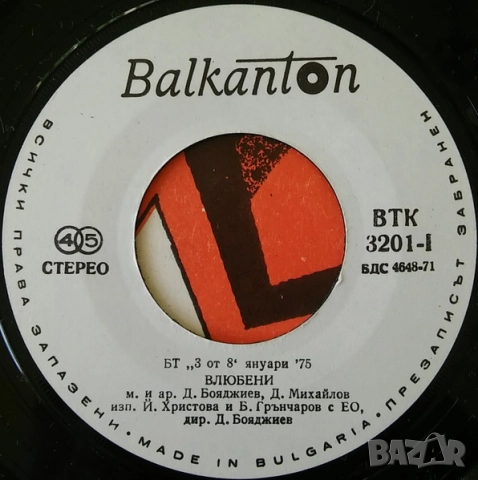 Balkanton
ВСИЧКИ ПРАВА ЗАПАЗЕНИ · MADE IN BULGARIA · ПРЕЗАПИСЪТ ЗАБРАНЕН
45
СТЕРЕО
ВТК
3201-I
БДС 4648-71
БТ „3 от 8‘ януари '75
ВЛЮБЕНИ
м. и ар. Д. Бояджиев, Д. Михайлов
изп. Й. Христова и Б. Грънчаров с ЕО,
дир. Д. Бояджиев
BAZAR
.bg